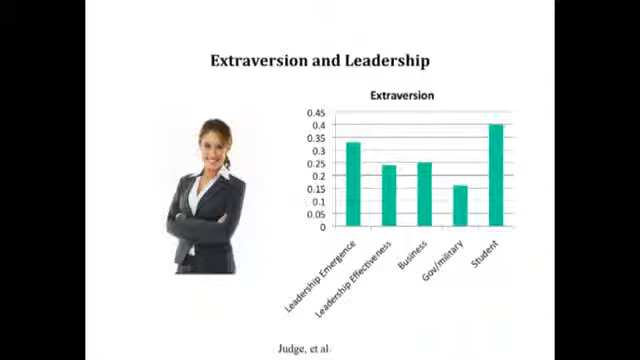 Extraversion and Leadership
Extraversion
0.45
0.4
0.35
0.3
0.25
0.2
0.15
0.1
0.05
0
Leadership Emergence
Leadership Effectiveness
Business
Gov/military
Student
Judge, et al.